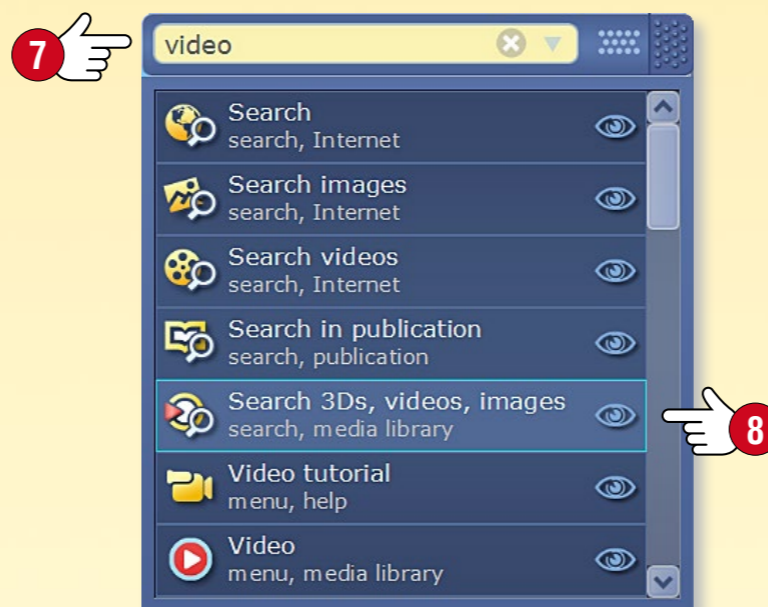 7
video
Search
search, Internet
Search images
search, Internet
Search videos
search, Internet
Search in publication
search, publication
Search 3Ds, videos, images
search, media library
8
Video tutorial
menu, help
Video
menu, media library